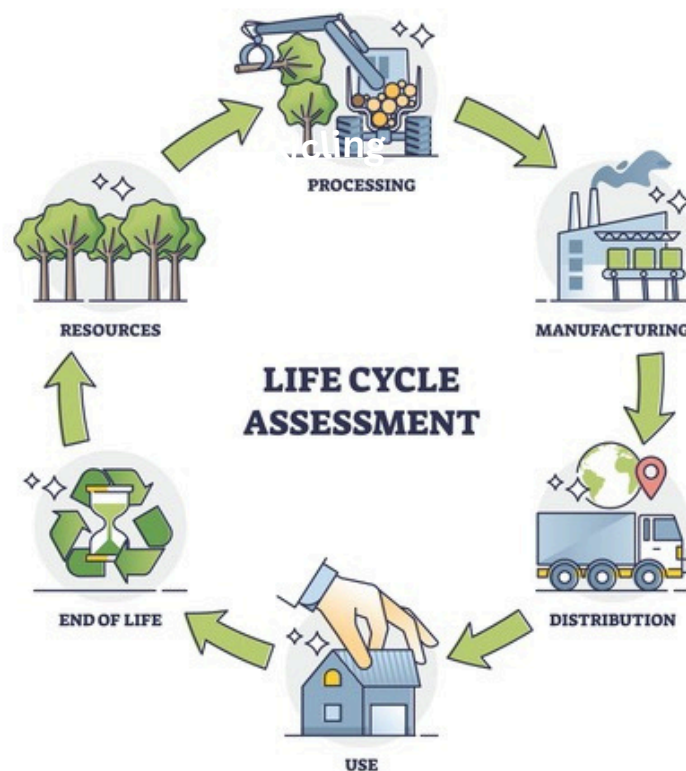 PROCESSING
RESOURCES
MANUFACTURING
LIFE CYCLE
ASSESSMENT
END OF LIFE
DISTRIBUTION
USE